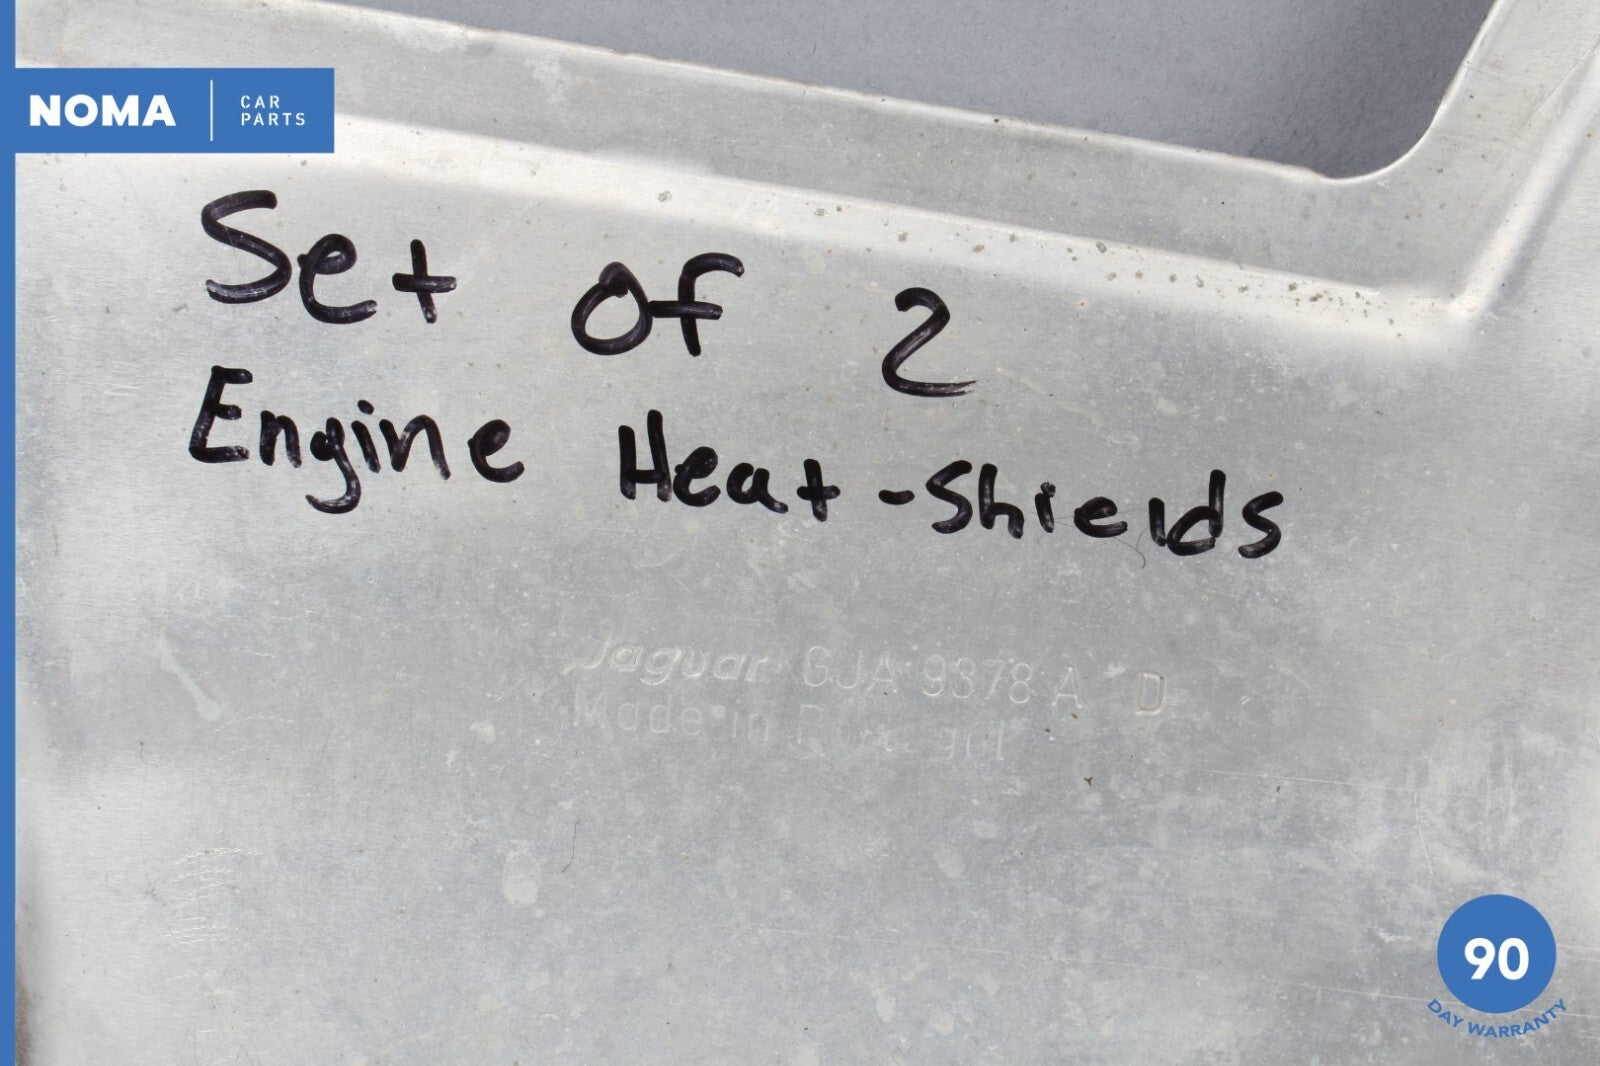 NOMA
CAR
PARTS
Set of 2
Engine Heat-Shields
Jaguar GJA 9378 A D
Made in Portugal
90
DAY WARRANTY